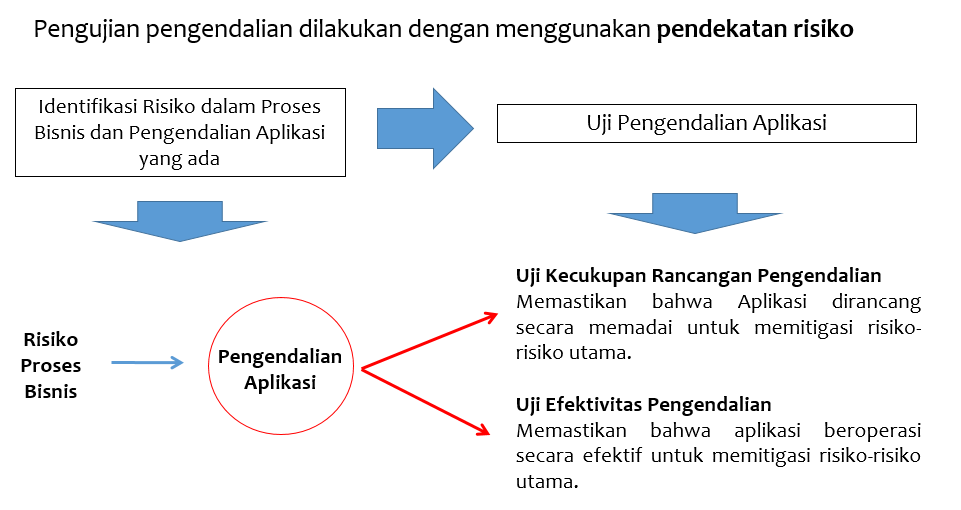 Pengujian pengendalian dilakukan dengan menggunakan pendekatan risiko
Identifikasi Risiko dalam Proses
Bisnis dan Pengendalian Aplikasi
yang ada
Uji Pengendalian Aplikasi
Risiko
Proses
Bisnis
Pengendalian
Aplikasi
Uji Kecukupan Rancangan Pengendalian
Memastikan bahwa Aplikasi dirancang
secara memadai untuk memitigasi risiko-
risiko utama.
Uji Efektivitas Pengendalian
Memastikan bahwa aplikasi beroperasi
secara efektif untuk memitigasi risiko-risiko
utama.